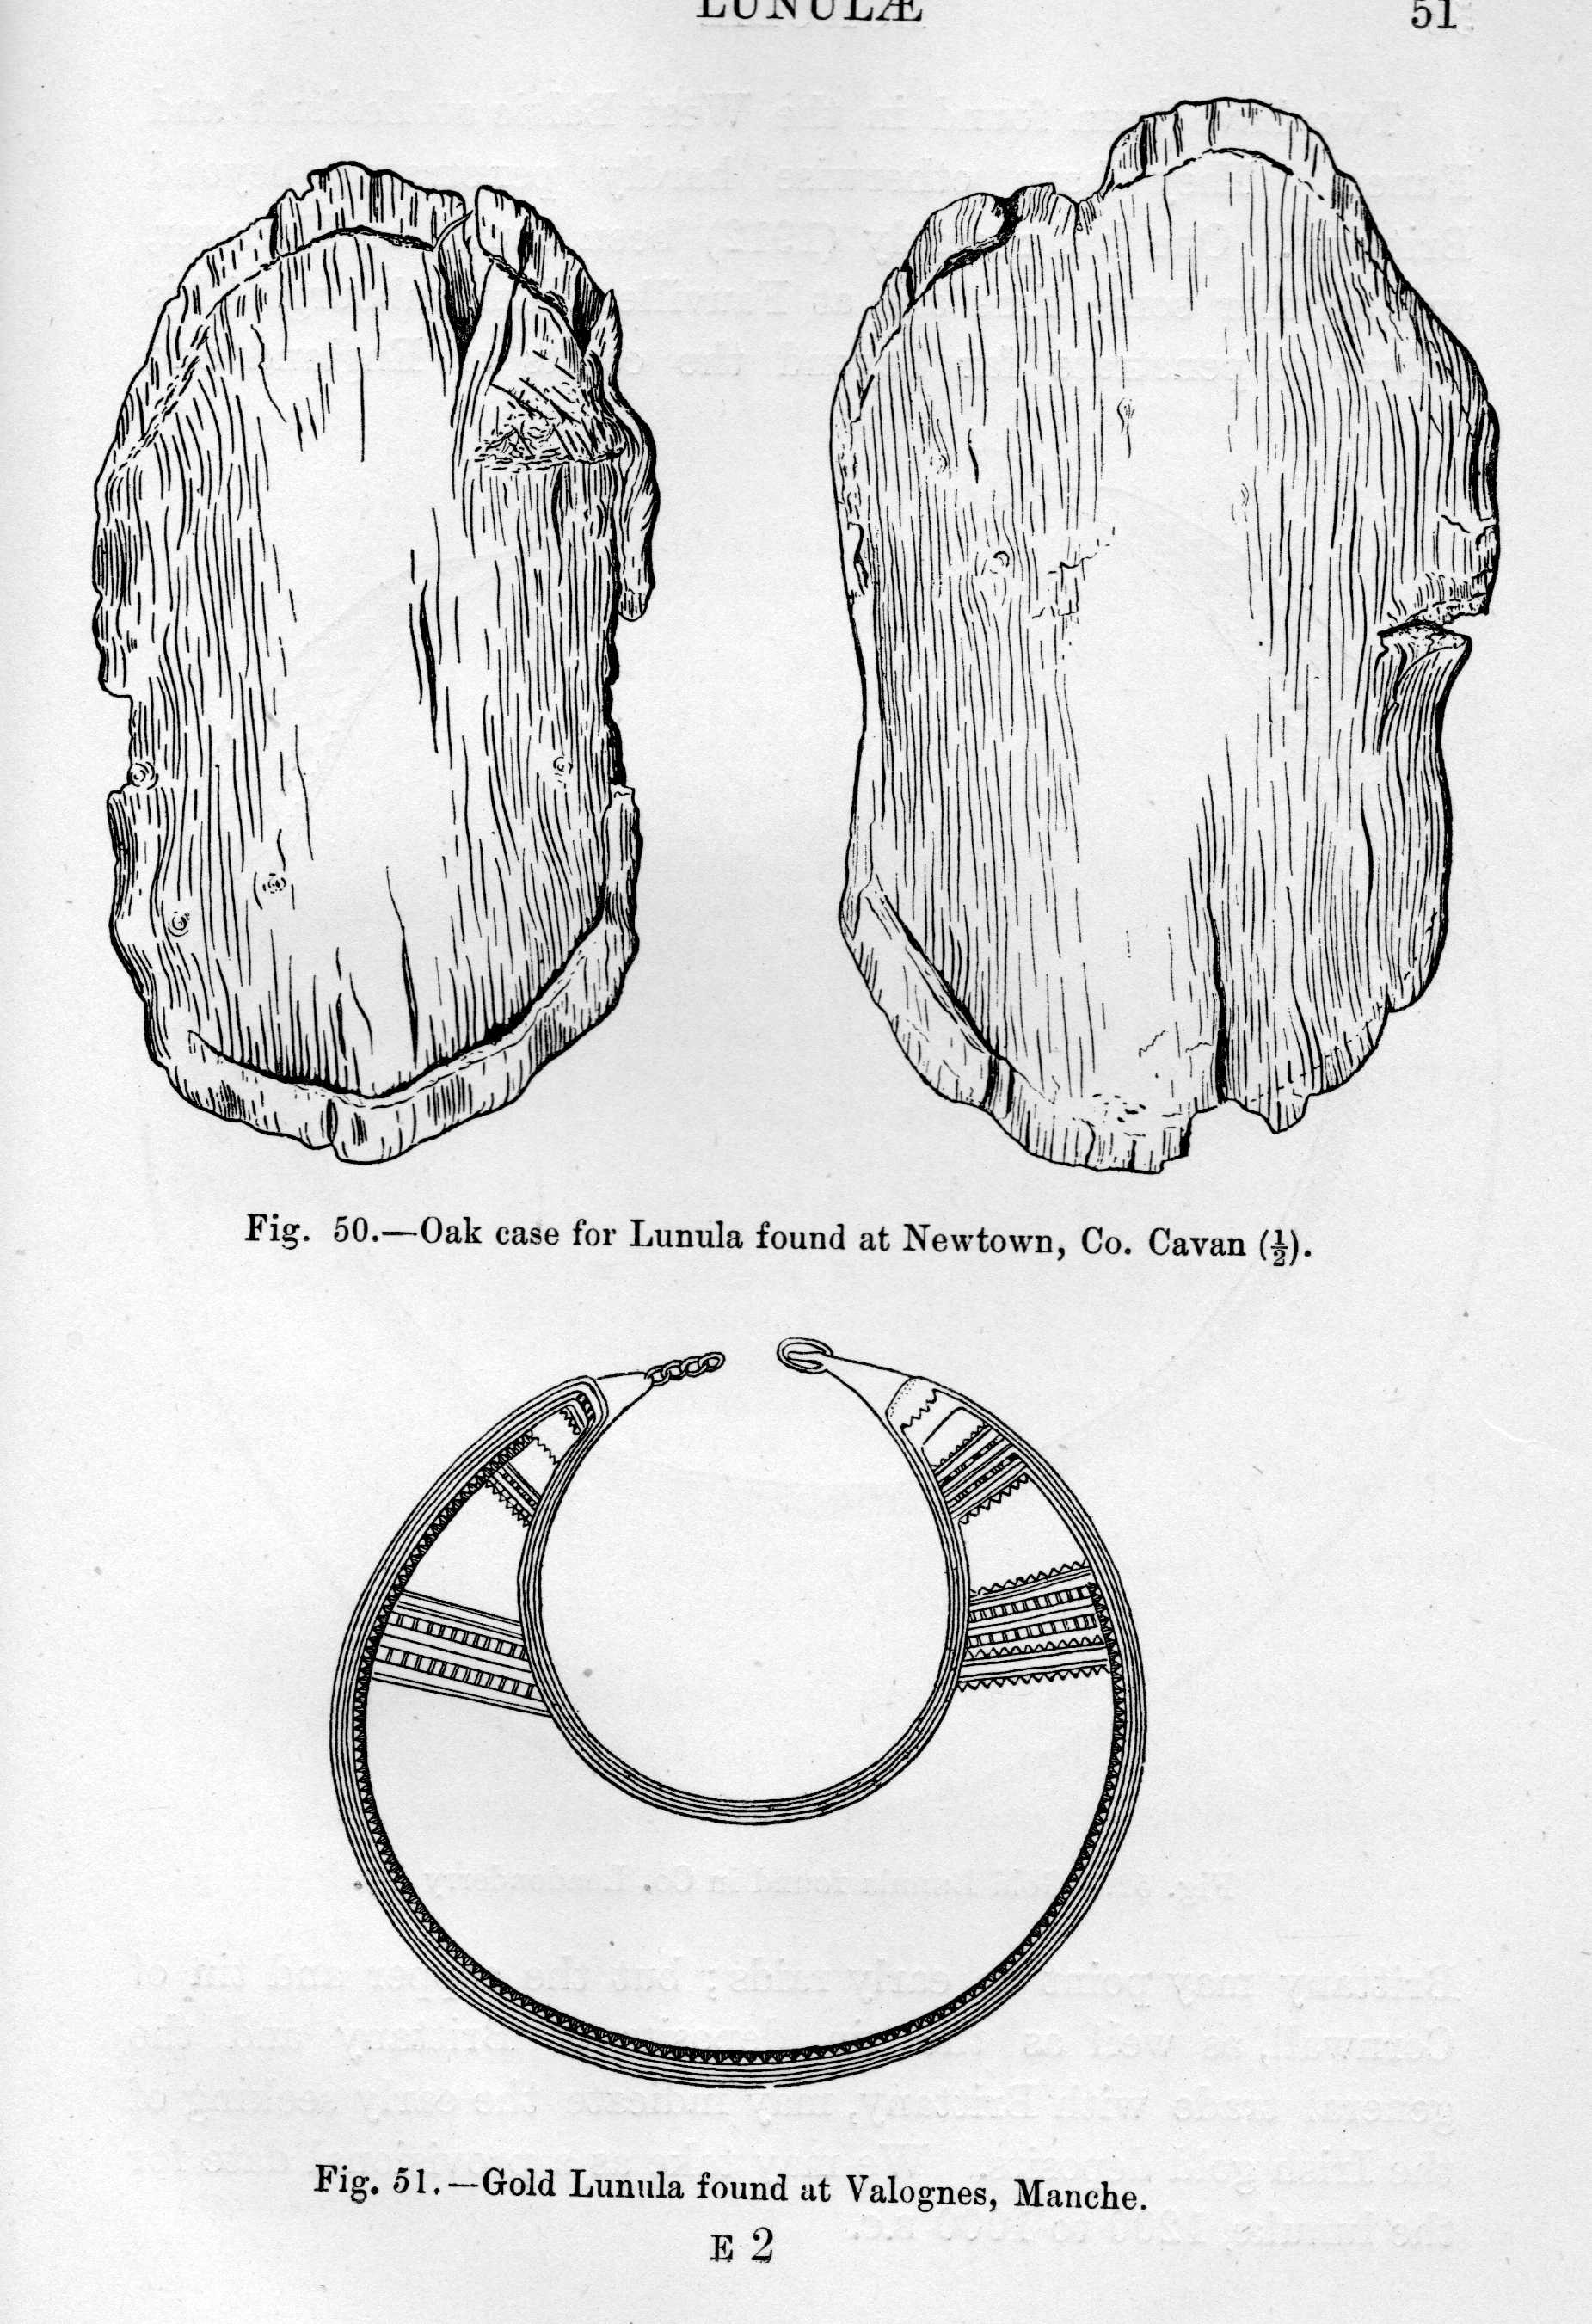 LUNULÆ 51
Fig. 50.—Oak case for Lunula found at Newtown, Co. Cavan (½).
Fig. 51.—Gold Lunula found at Valognes, Manche.
E 2